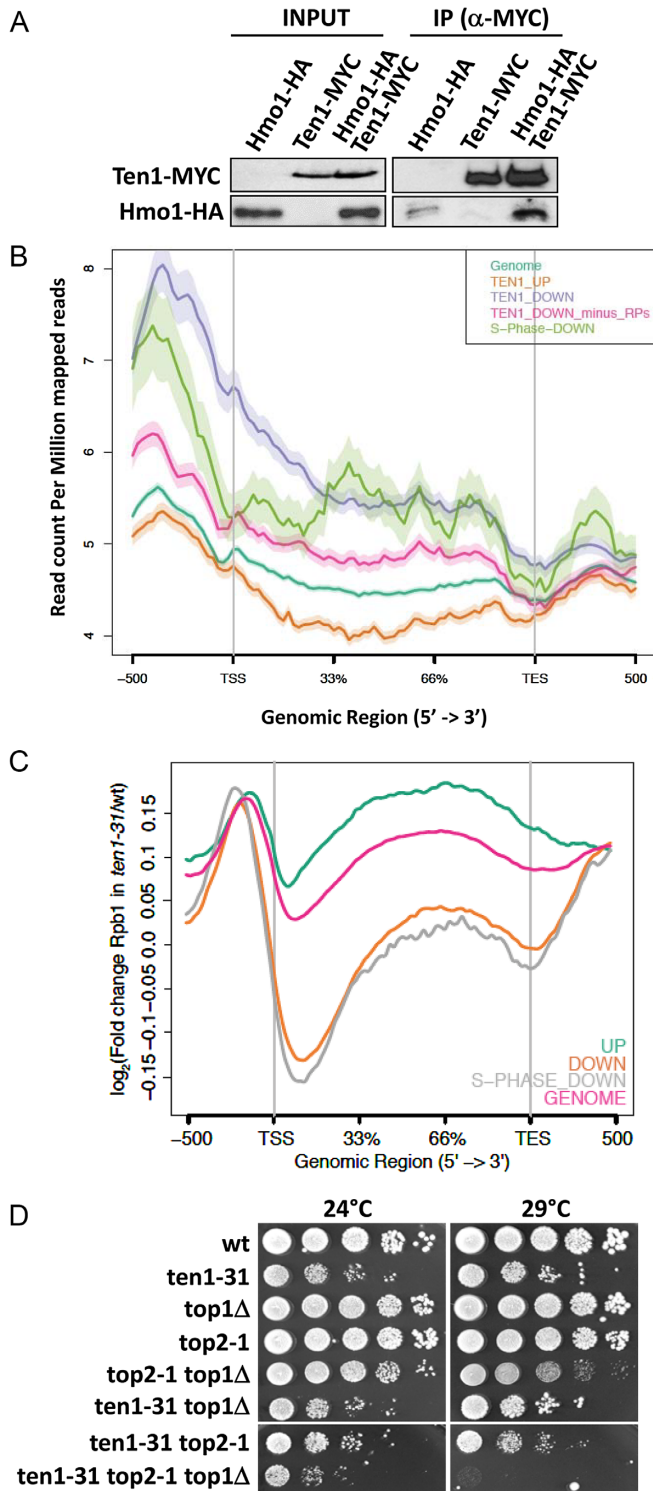 A
INPUT
IP (α-MYC)
Hmo1-HA
Ten1-MYC
Hmo1-HA
Ten1-MYC
Hmo1-HA
Ten1-MYC
Hmo1-HA
Ten1-MYC
Ten1-MYC
Hmo1-HA
B
Read count Per Million mapped reads
8
7
6
5
4
Genome
TEN1_UP
TEN1_DOWN
TEN1_DOWN_minus_RPs
S-Phase-DOWN
−500
TSS
33%
66%
TES
500
Genomic Region (5' -> 3')
C
log2(Fold change Rpb1 in ten1-31/wt)
0.15
0.1
0.05
0.0
−0.05
−0.1
−0.15
UP
DOWN
S−PHASE_DOWN
GENOME
−500
TSS
33%
66%
TES
500
Genomic Region (5' −> 3')
D
24°C
29°C
wt
ten1-31
top1Δ
top2-1
top2-1 top1Δ
ten1-31 top1Δ
ten1-31 top2-1
ten1-31 top2-1 top1Δ